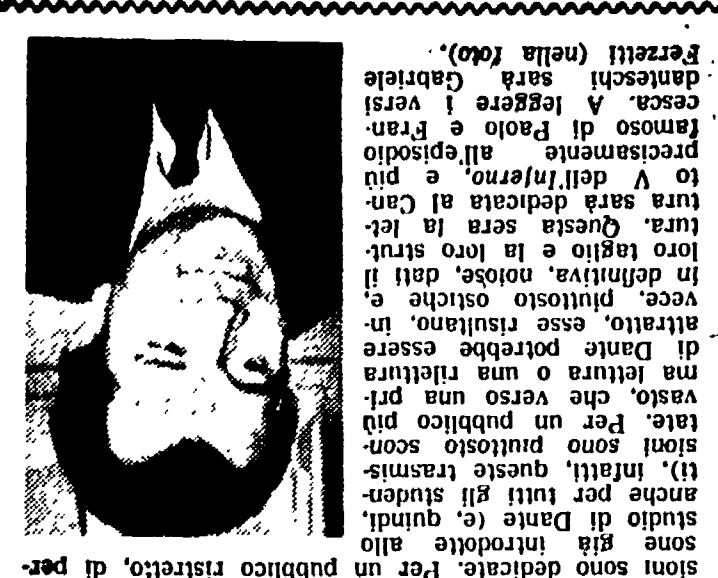 sioni sono dedicate. Per un pubblico ristretto, di per-
sone già introdotte allo
studio di Dante (e, quindi,
anche per tutti gli studen-
ti), infatti, queste trasmis-
sioni sono piuttosto scon-
tate. Per un pubblico più
vasto, che verso una pri-
ma lettura o una rilettura
di Dante potrebbe essere
attratto, esse risultano, in-
vece, piuttosto ostiche e,
in definitiva, noiose, dati il
loro taglio e la loro strut-
tura. Questa sera la let-
tura sarà dedicata al Can-
to V dell'Inferno, e più
precisamente all'episodio
famoso di Paolo e Fran-
cesca. A leggere i versi
danteschi sarà Gabriele
Ferzetti (nella foto).